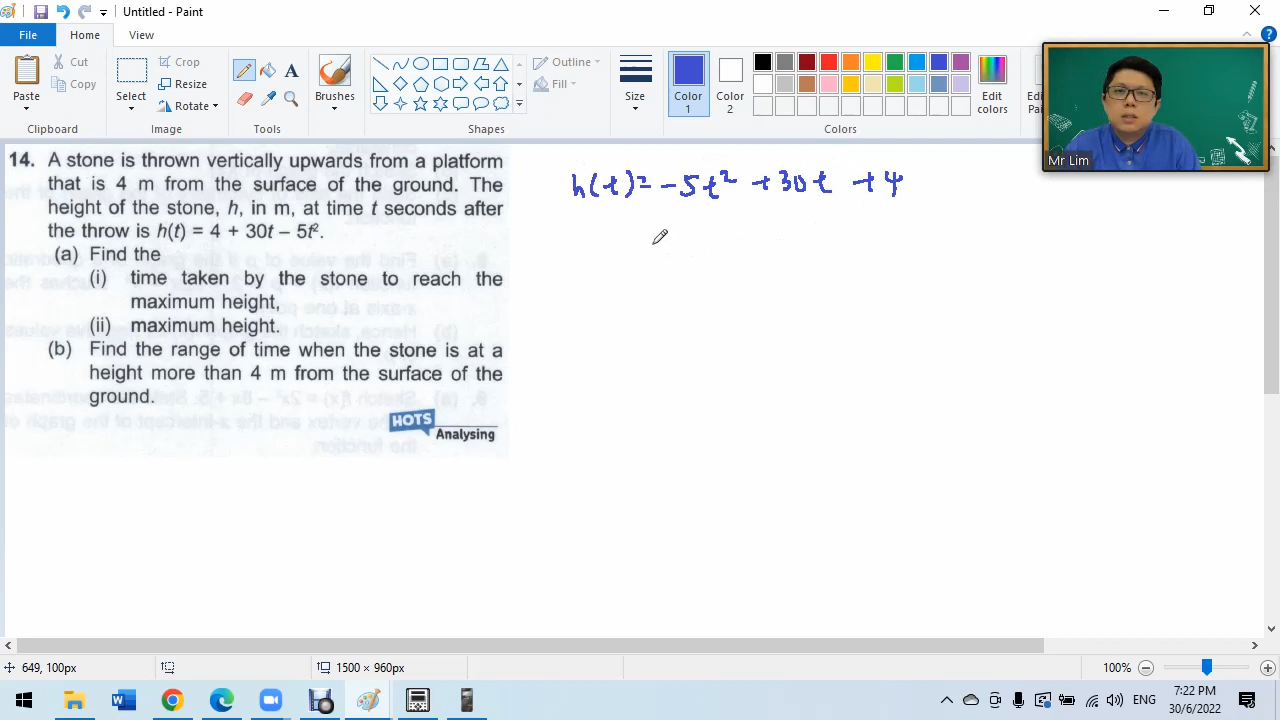 Untitled - Paint
File Home View
Paste Cut Copy Clipboard
Select Crop Resize Rotate Image
Tools
Brushes
Outline Fill Shapes
Size
Color 1 Color 2 Edit colors Colors
Edit Pai
Mr Lim
14. A stone is thrown vertically upwards from a platform
that is 4 m from the surface of the ground. The
height of the stone, h, in m, at time t seconds after
the throw is h(t) = 4 + 30t – 5t².
(a) Find the
(i) time taken by the stone to reach the
maximum height,
(ii) maximum height.
(b) Find the range of time when the stone is at a
height more than 4 m from the surface of the
ground.
HOTS
Analysing
h(t) = -5t² + 30t + 4
649, 100px
1500 × 960px
100%
ENG
7:22 PM
30/6/2022